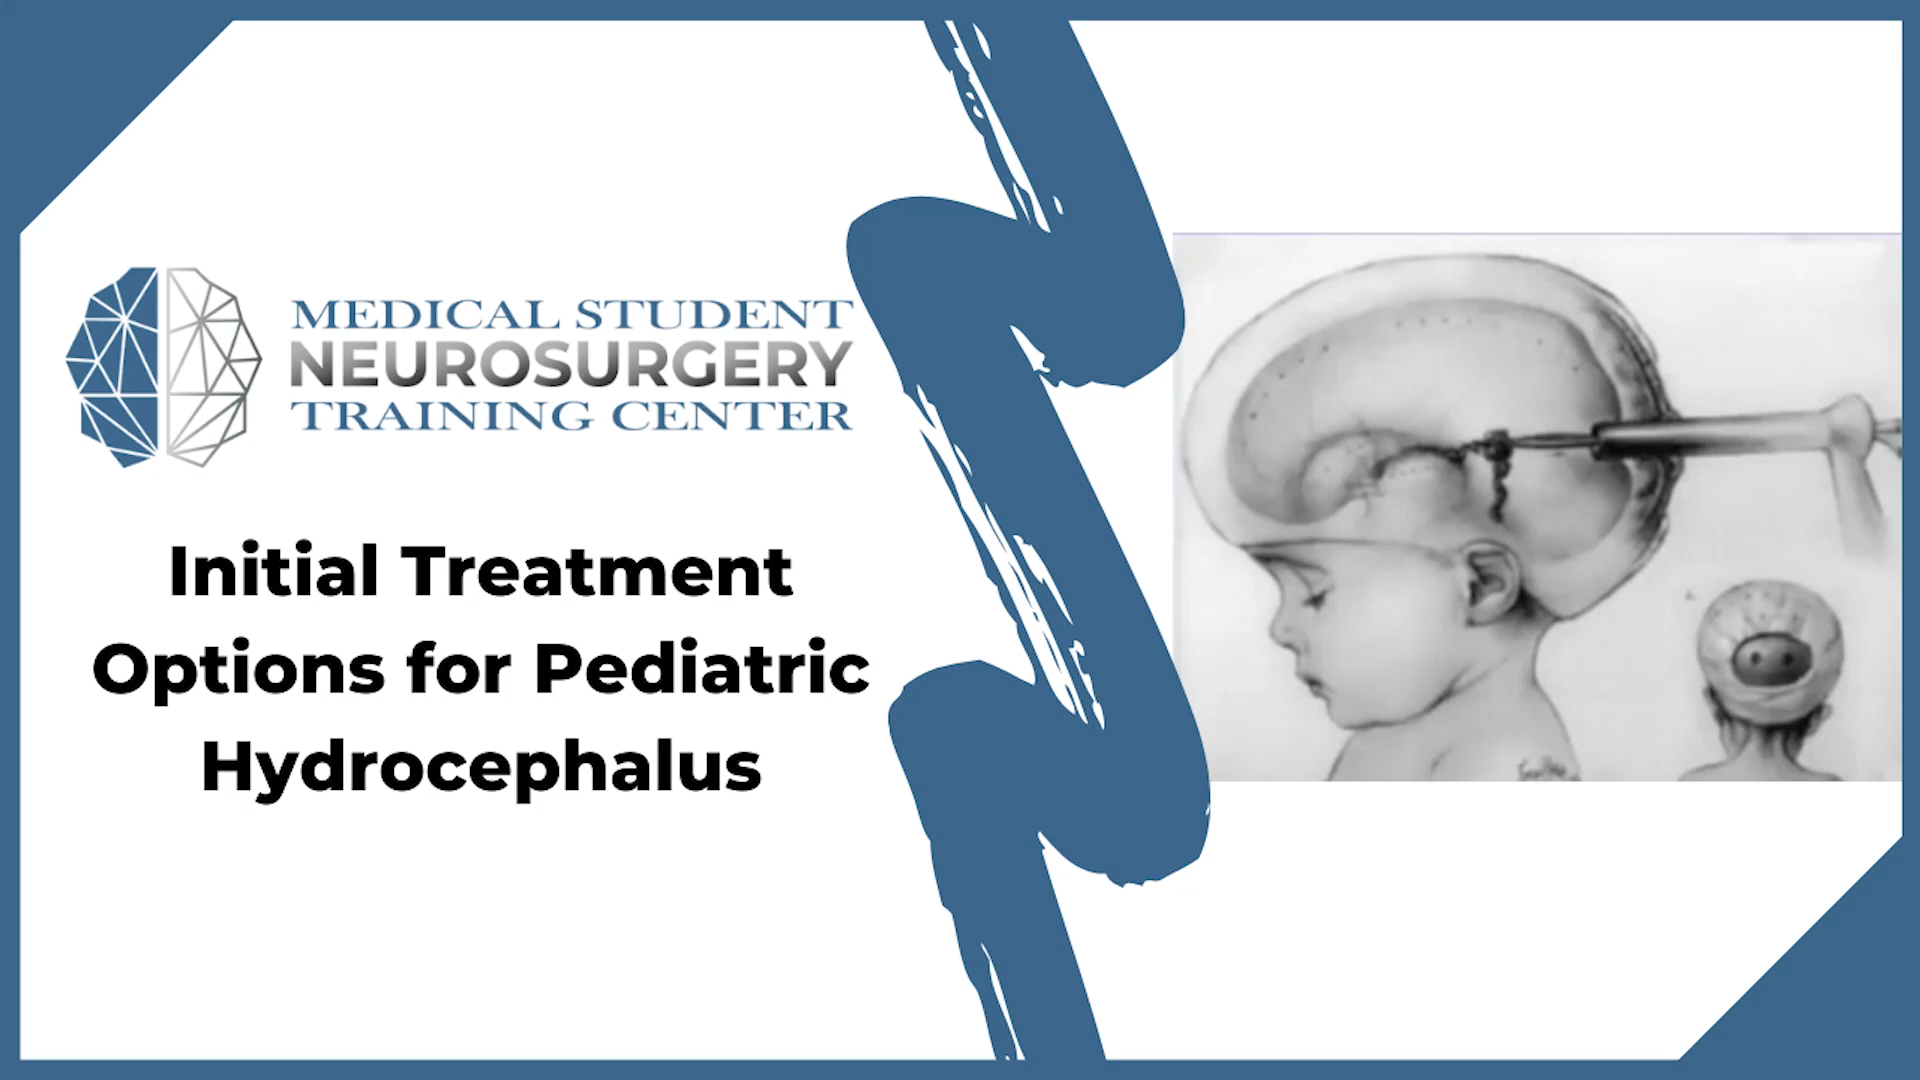 MEDICAL STUDENT
NEUROSURGERY
TRAINING CENTER
Initial Treatment
Options for Pediatric
Hydrocephalus